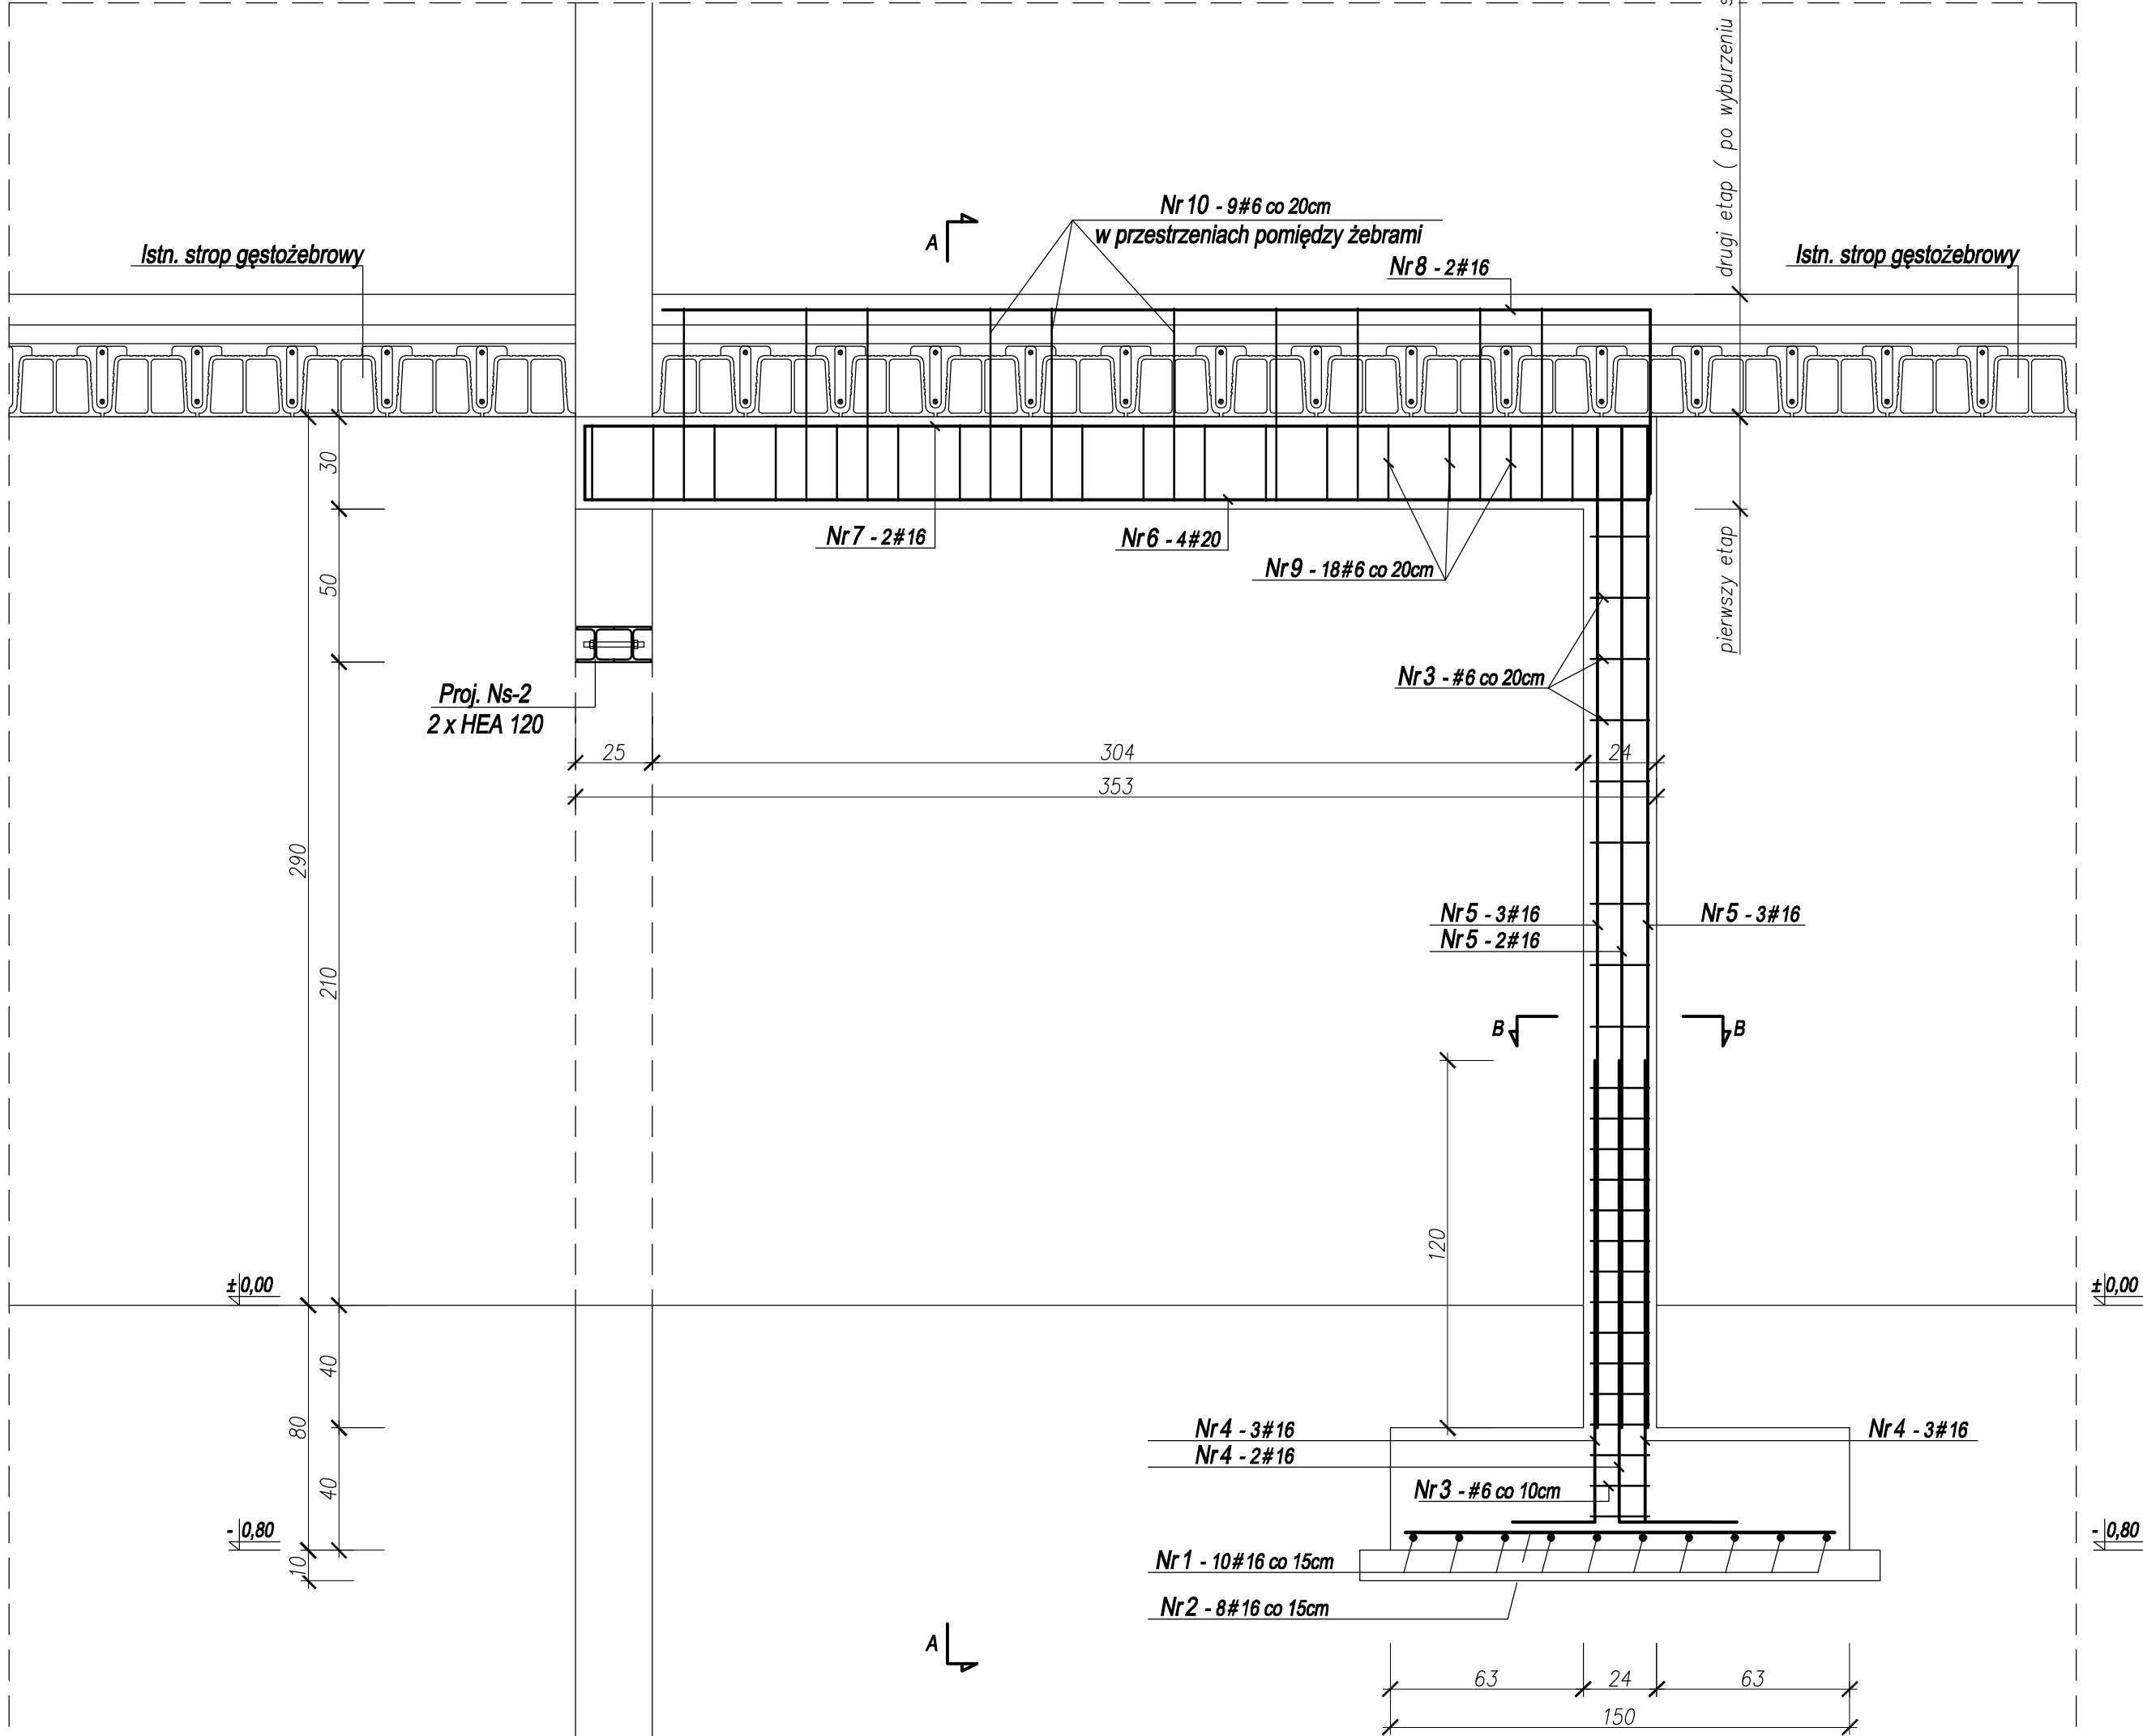 drugi etap ( po wyburzeniu
Nr 10 - 9#6 co 20cm
w przestrzeniach pomiędzy żebrami
A
Istn. strop gęstożebrowy
Nr 8 - 2#16
Istn. strop gęstożebrowy
30
Nr 7 - 2#16
Nr 6 - 4#20
Nr 9 - 18#6 co 20cm
pierwszy etap
50
Proj. Ns-2
2 x HEA 120
Nr 3 - #6 co 20cm
25
304
24
353
290
210
Nr 5 - 3#16
Nr 5 - 3#16
Nr 5 - 2#16
B
B
120
±0,00
±0,00
40
80
Nr 4 - 3#16
Nr 4 - 3#16
Nr 4 - 2#16
40
Nr 3 - #6 co 10cm
- 0,80
- 0,80
10
Nr 1 - 10#16 co 15cm
Nr 2 - 8#16 co 15cm
A
63
24
63
150